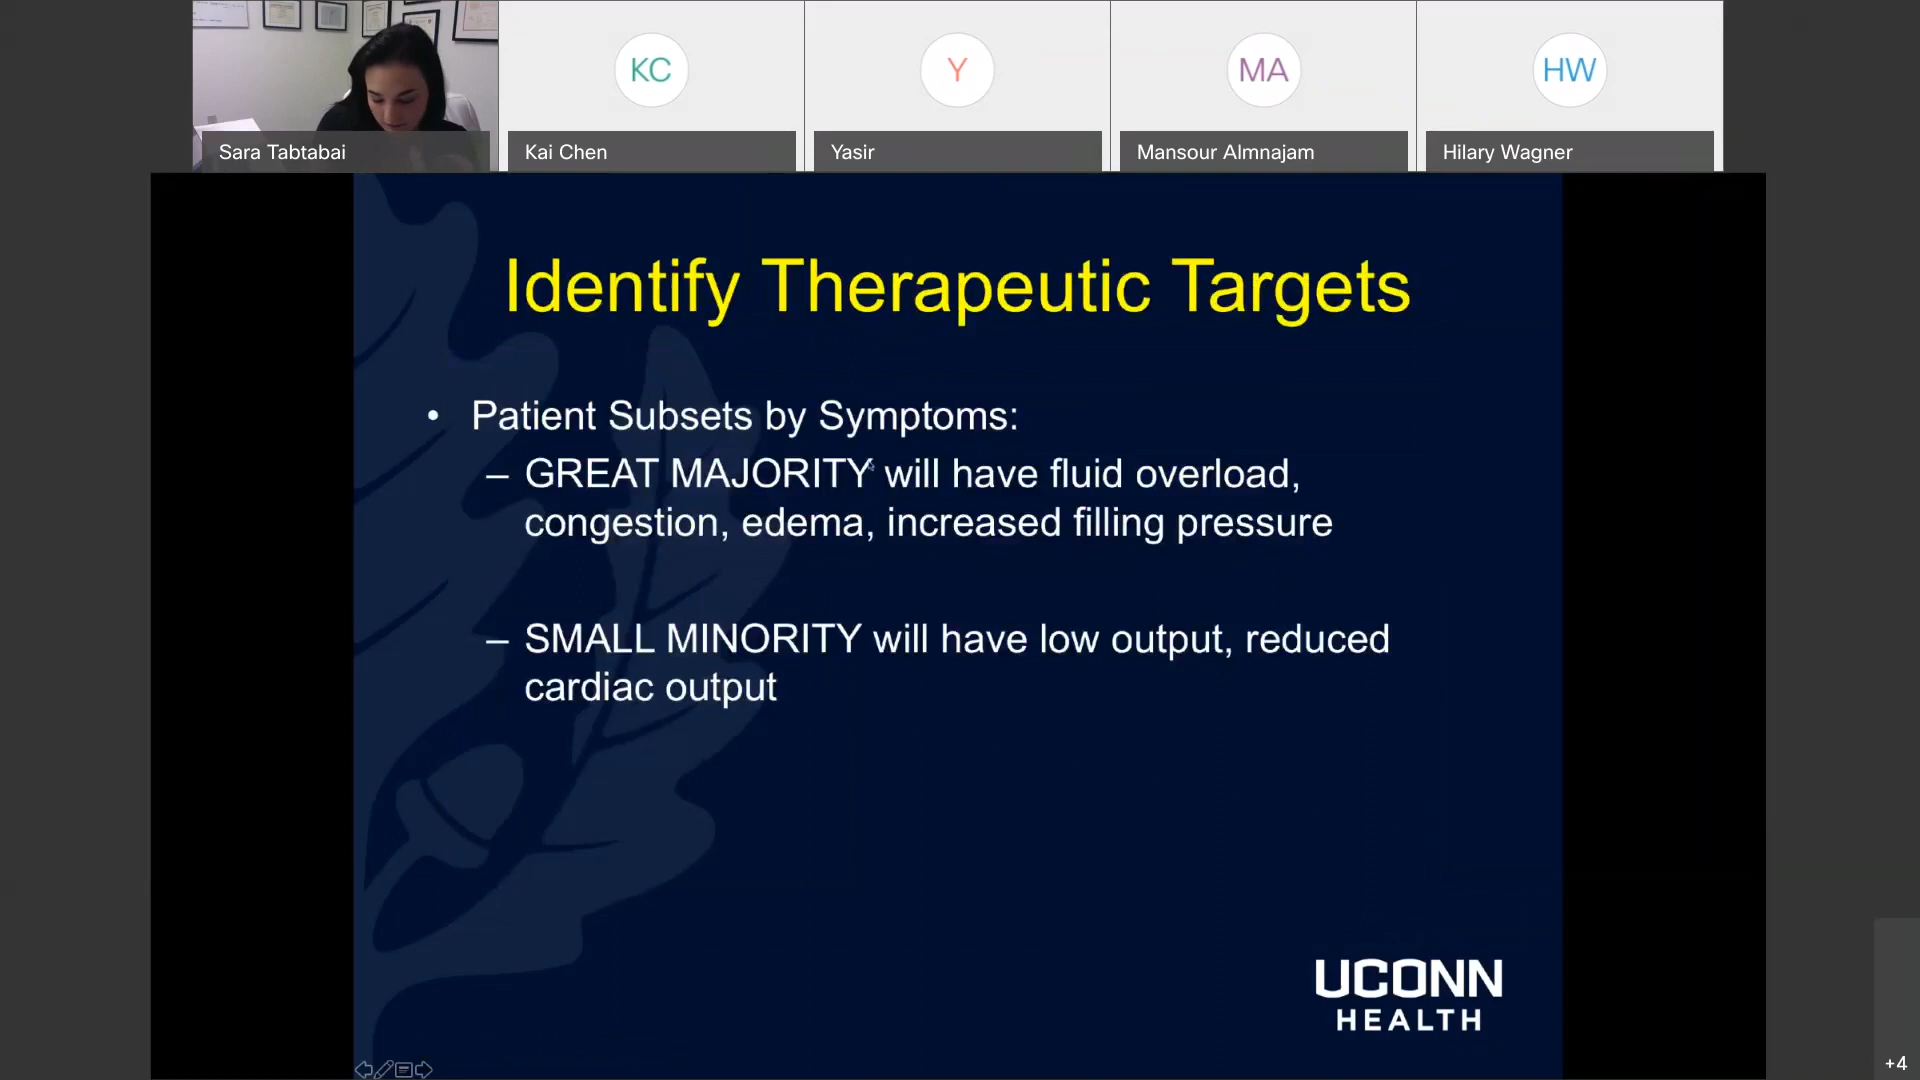 KC
Y
MA
HW
Sara Tabtabai
Kai Chen
Yasir
Mansour Almnajam
Hilary Wagner
Identify Therapeutic Targets
• Patient Subsets by Symptoms:
– GREAT MAJORITY will have fluid overload,
congestion, edema, increased filling pressure
– SMALL MINORITY will have low output, reduced
cardiac output
UCONN
HEALTH
+4